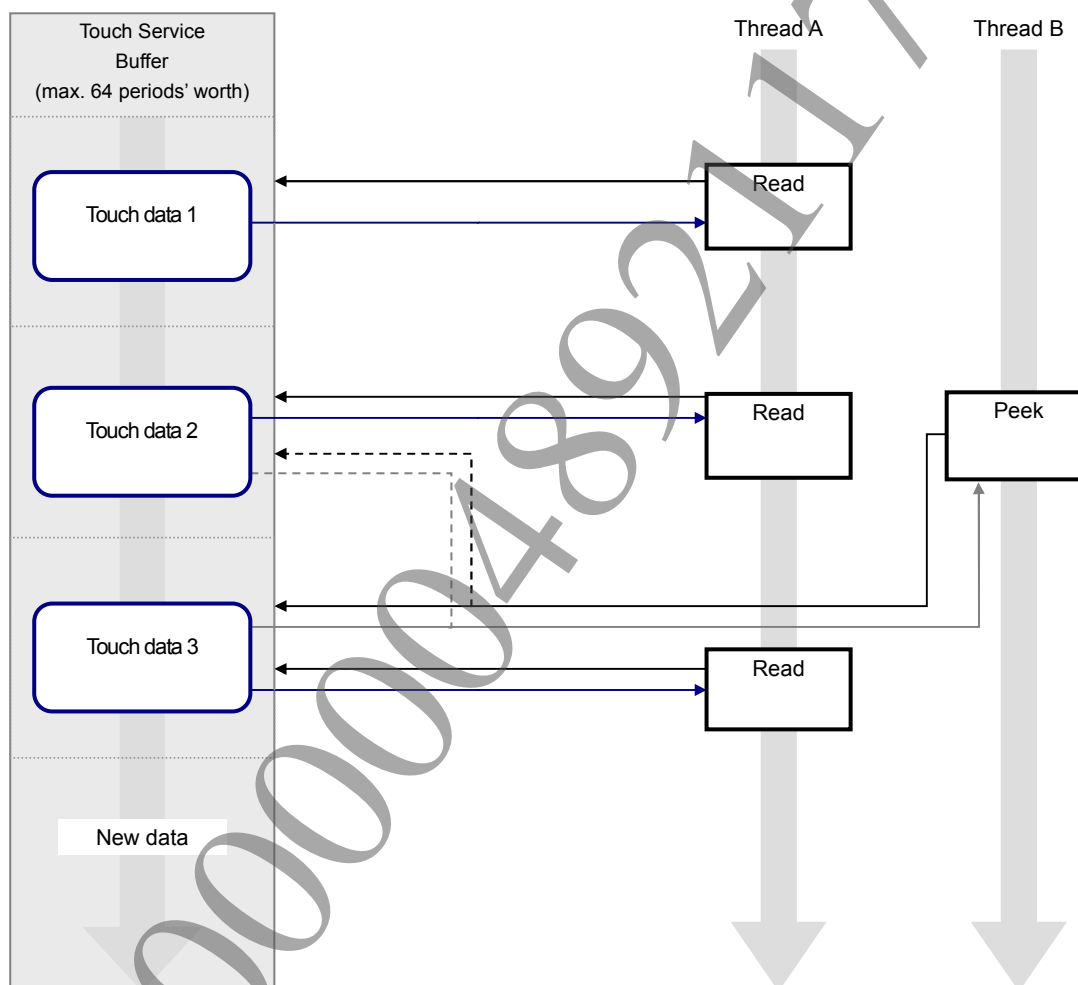 Touch Service
Buffer
(max. 64 periods' worth)
Thread A
Thread B
Touch data 1
Read
Touch data 2
Read
Peek
Touch data 3
Read
New data
000004892117